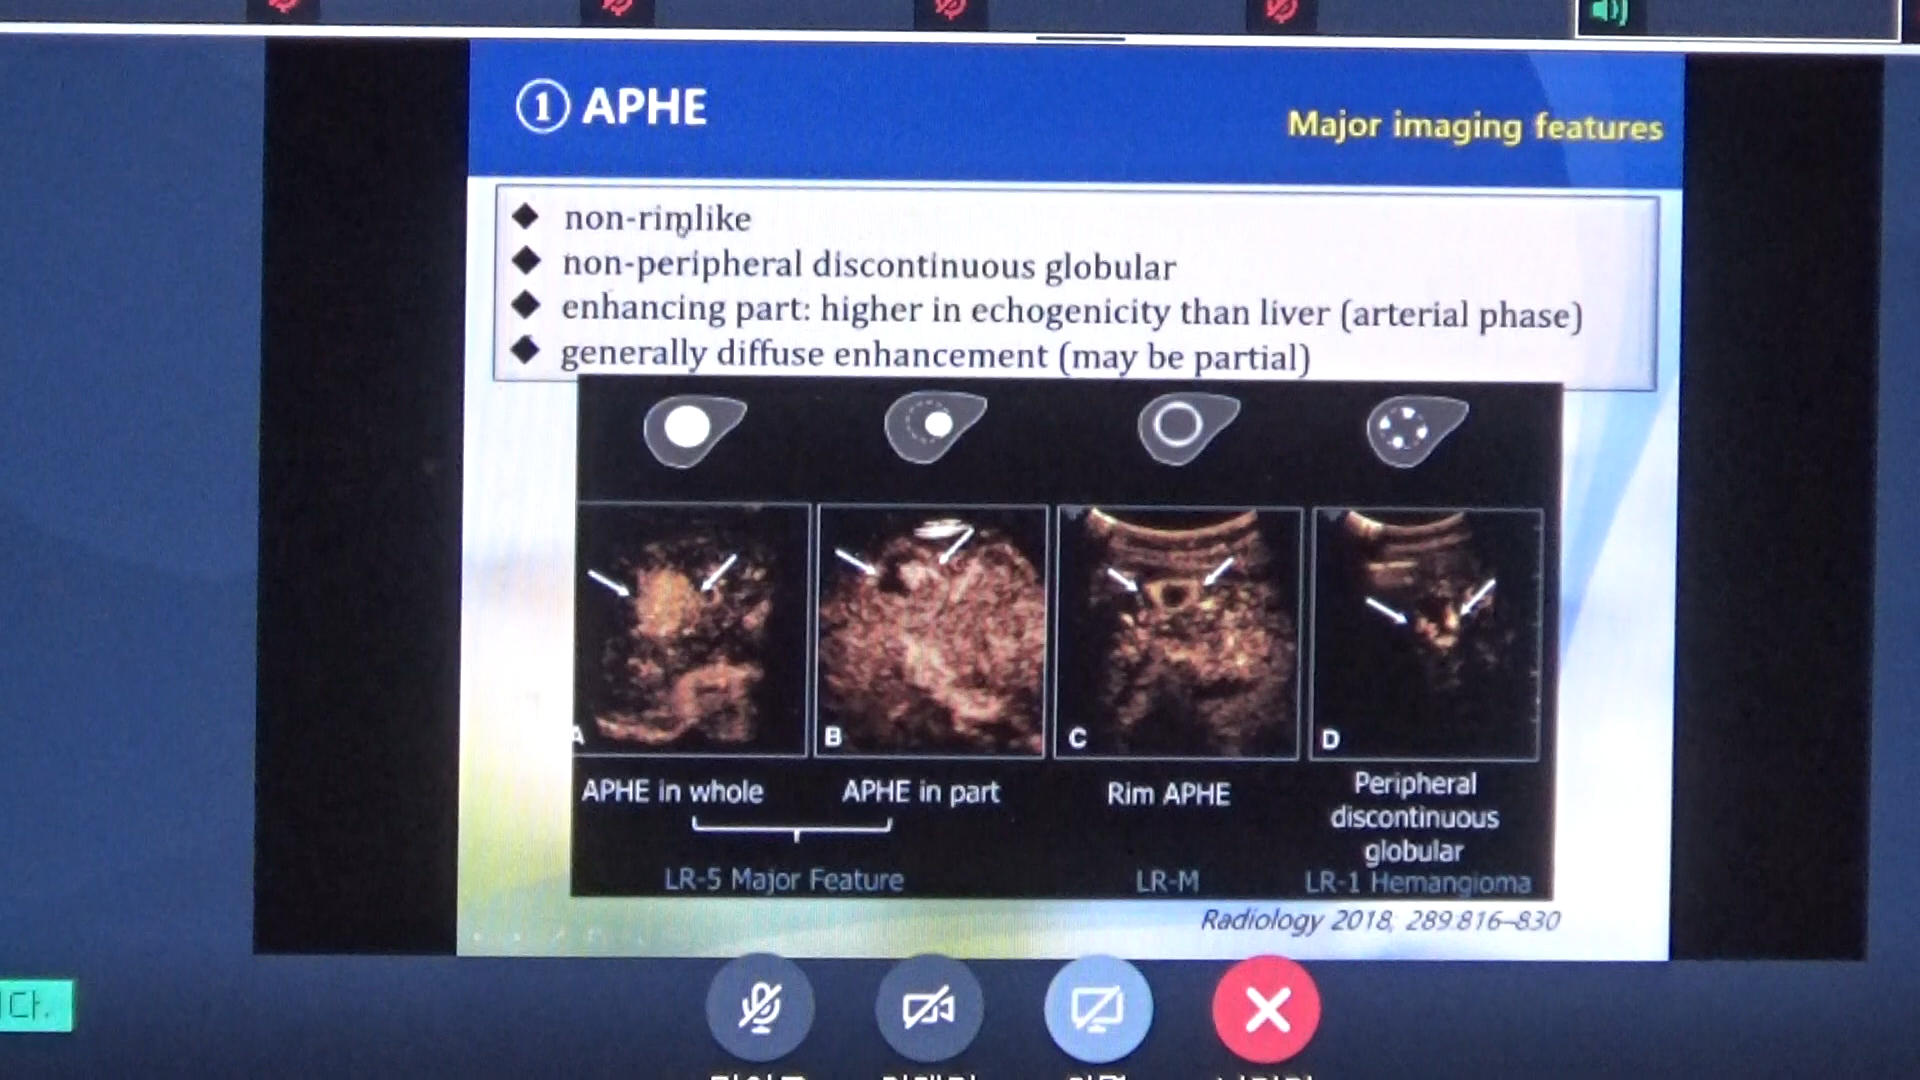 ① APHE
Major imaging features
◆ non-rimlike
◆ non-peripheral discontinuous globular
◆ enhancing part: higher in echogenicity than liver (arterial phase)
◆ generally diffuse enhancement (may be partial)
A
B
C
D
APHE in whole
APHE in part
Rim APHE
Peripheral
discontinuous
globular
LR-5 Major Feature
LR-M
LR-1 Hemangioma
Radiology 2018; 289:816–830
다.